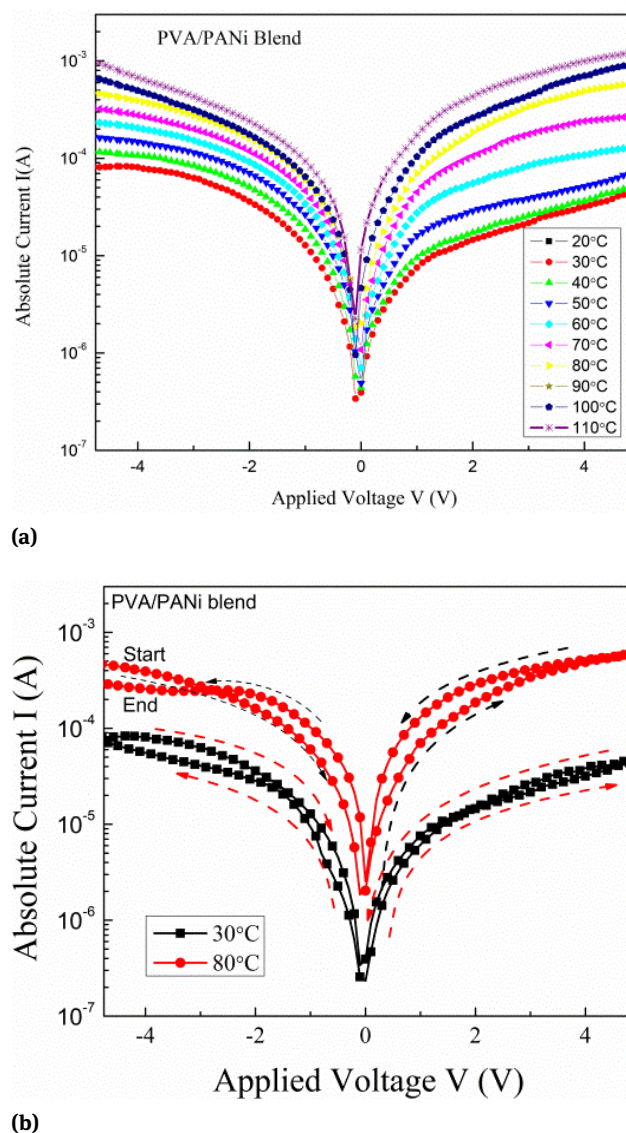 PVA/PANi Blend
10⁻³
10⁻⁴
10⁻⁵
10⁻⁶
10⁻⁷
Absolute Current I(A)
20°C
30°C
40°C
50°C
60°C
70°C
80°C
90°C
100°C
110°C
-4 -2 0 2 4
Applied Voltage V (V)
(a)
PVA/PANi blend
10⁻³
10⁻⁴
10⁻⁵
10⁻⁶
10⁻⁷
Absolute Current I (A)
Start
End
30°C
80°C
-4 -2 0 2 4
Applied Voltage V (V)
(b)